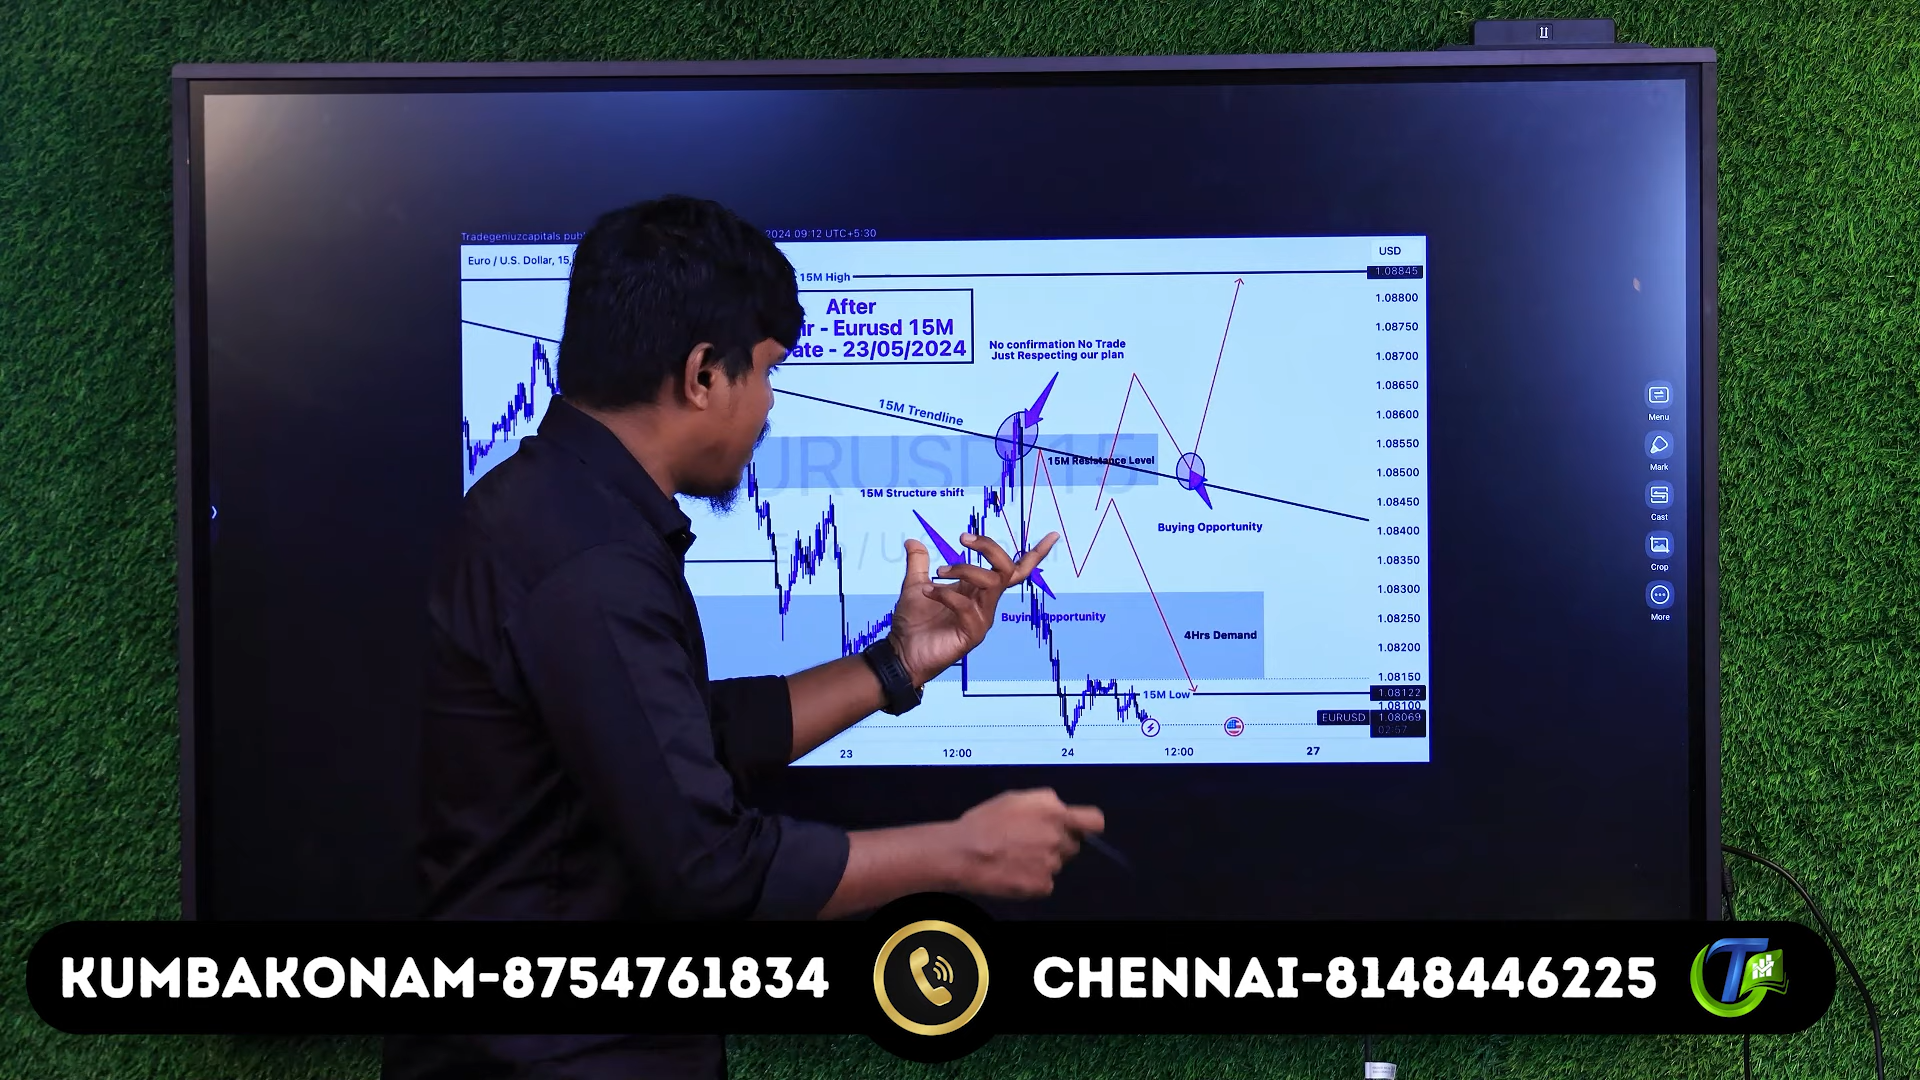 Tradegeniuzcapitals 2024 09:12 UTC+5:30
Euro / U.S. Dollar, 15,
USD
15M High
1.08845
After
- Eurusd 15M
- 23/05/2024
No confirmation No Trade
Just Respecting our plan
15M Trendline
15M Resistance Level
15M Structure shift
Buying Opportunity
Buying Opportunity
4Hrs Demand
15M Low
1.08800
1.08750
1.08700
1.08650
1.08600
1.08550
1.08500
1.08450
1.08400
1.08350
1.08300
1.08250
1.08200
1.08150
1.08122
1.08100
EURUSD 1.08069
02:57
23 12:00 24 12:00 27
Menu
Mark
Cast
Crop
More
KUMBAKONAM-8754761834
CHENNAI-8148446225